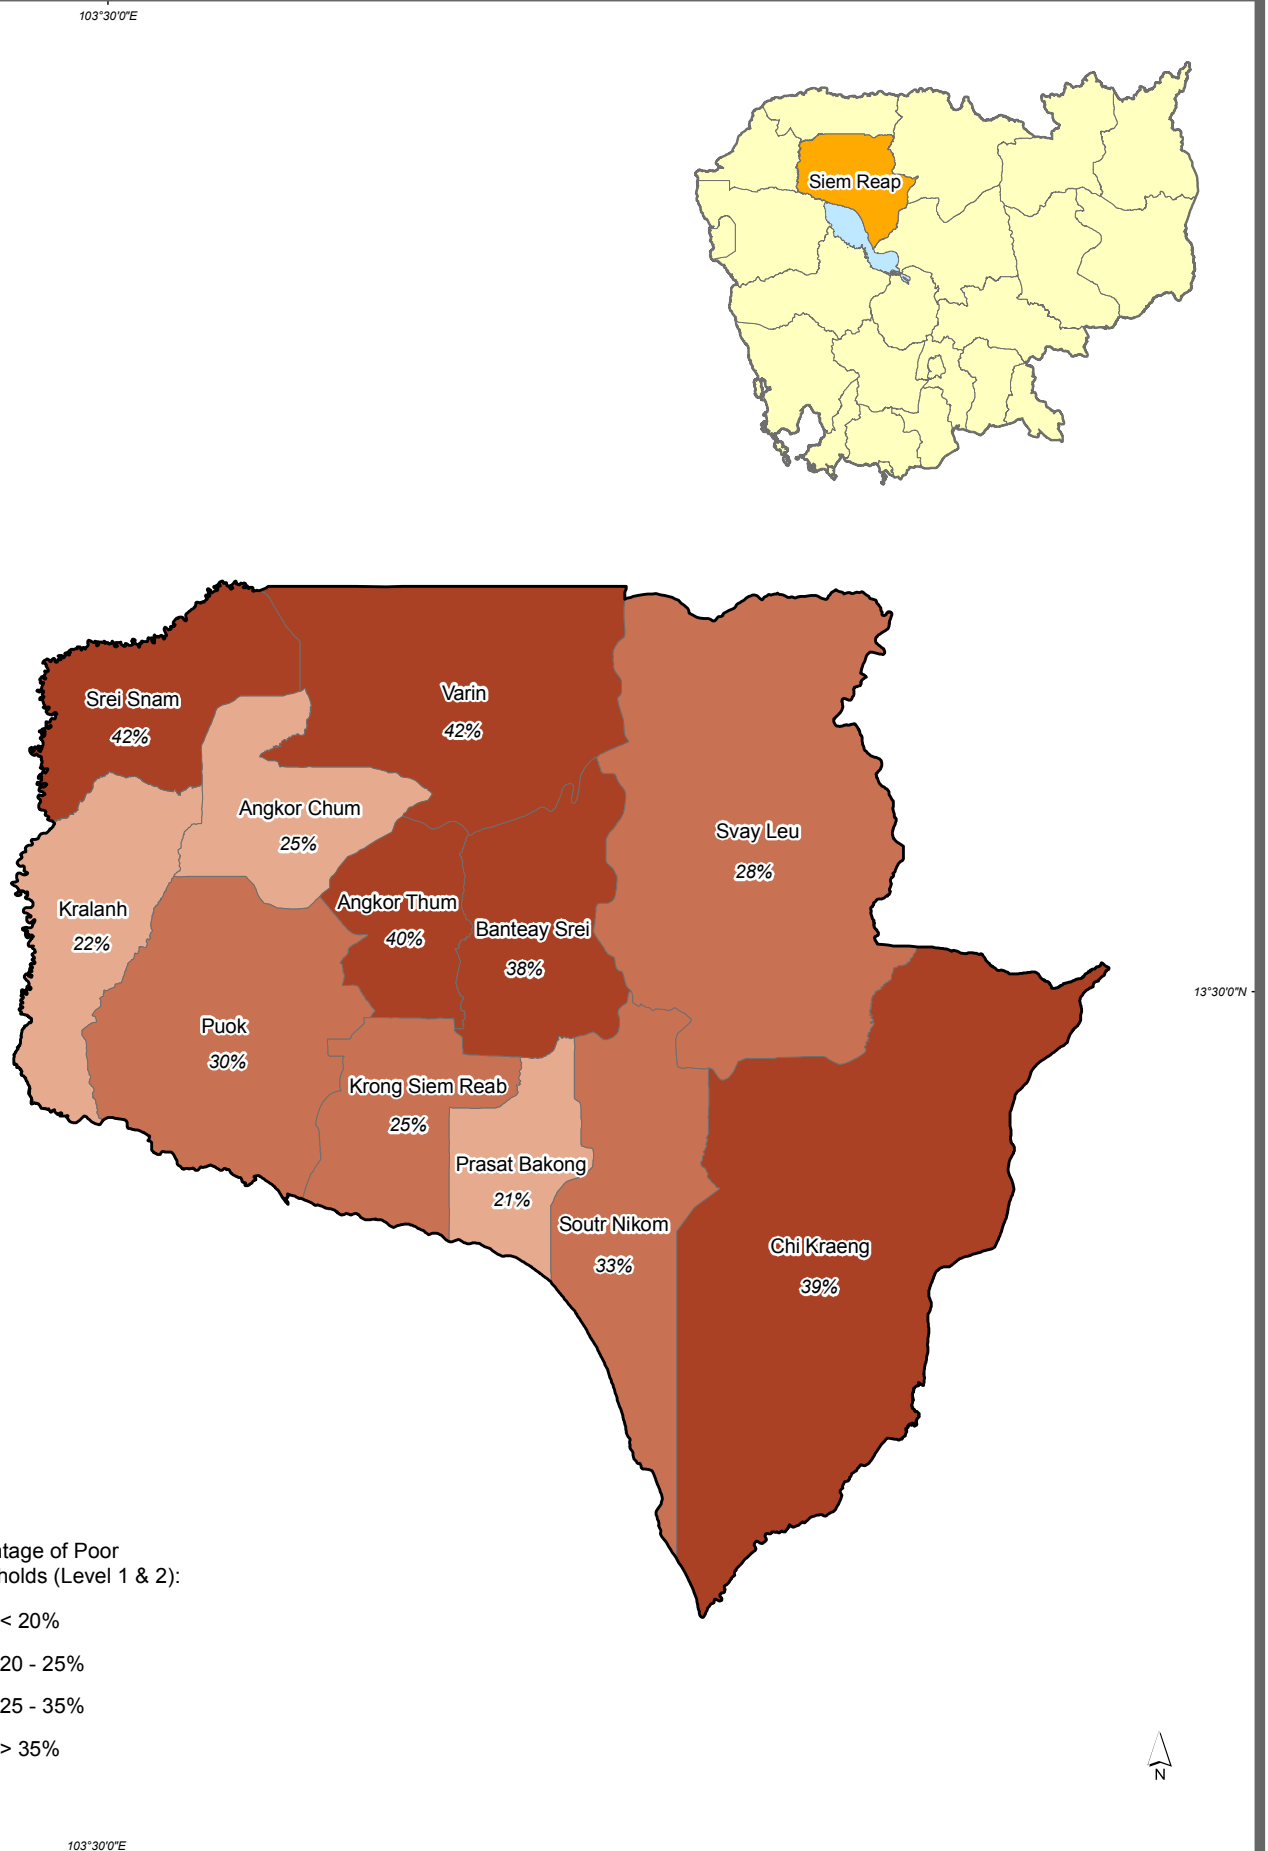 103°30'0"E
Siem Reap
Srei Snam
42%
Varin
42%
Angkor Chum
25%
Svay Leu
28%
Kralanh
22%
Angkor Thum
40%
Banteay Srei
38%
13°30'0"N
Puok
30%
Krong Siem Reab
25%
Prasat Bakong
21%
Soutr Nikom
33%
Chi Kraeng
39%
ntage of Poor
holds (Level 1 & 2):
< 20%
20 - 25%
25 - 35%
> 35%
N
103°30'0"E